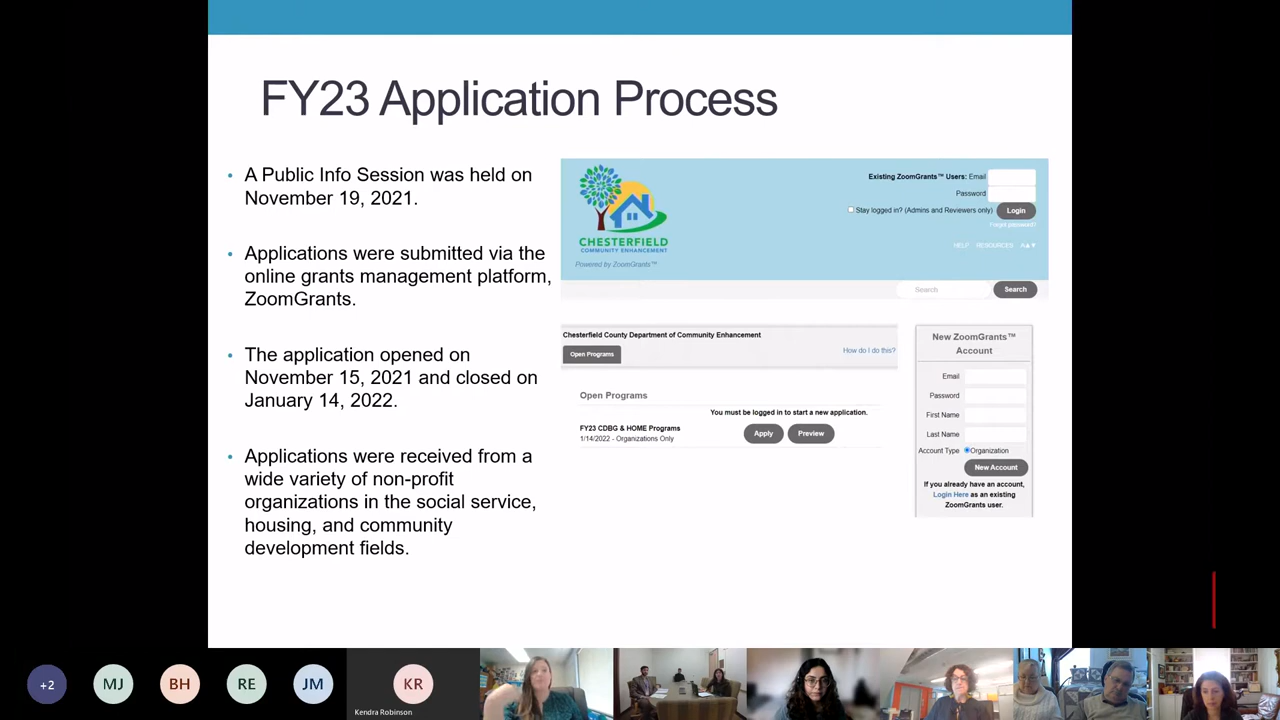 FY23 Application Process
• A Public Info Session was held on
November 19, 2021.
• Applications were submitted via the
online grants management platform,
ZoomGrants.
• The application opened on
November 15, 2021 and closed on
January 14, 2022.
• Applications were received from a
wide variety of non-profit
organizations in the social service,
housing, and community
development fields.
CHESTERFIELD
COMMUNITY ENHANCEMENT
Powered by ZoomGrants™
Existing ZoomGrants™ Users: Email
Password
Stay logged in? (Admins and Reviewers only) Login
Forgot password?
HELP RESOURCES A▲▼
Search Search
Chesterfield County Department of Community Enhancement
Open Programs
How do I do this?
Open Programs
You must be logged in to start a new application.
FY23 CDBG & HOME Programs
1/14/2022 - Organizations Only
Apply Preview
New ZoomGrants™
Account
Email
Password
First Name
Last Name
Account Type Organization
New Account
If you already have an account,
Login Here as an existing
ZoomGrants user.
+2 MJ BH RE JM KR
Kendra Robinson